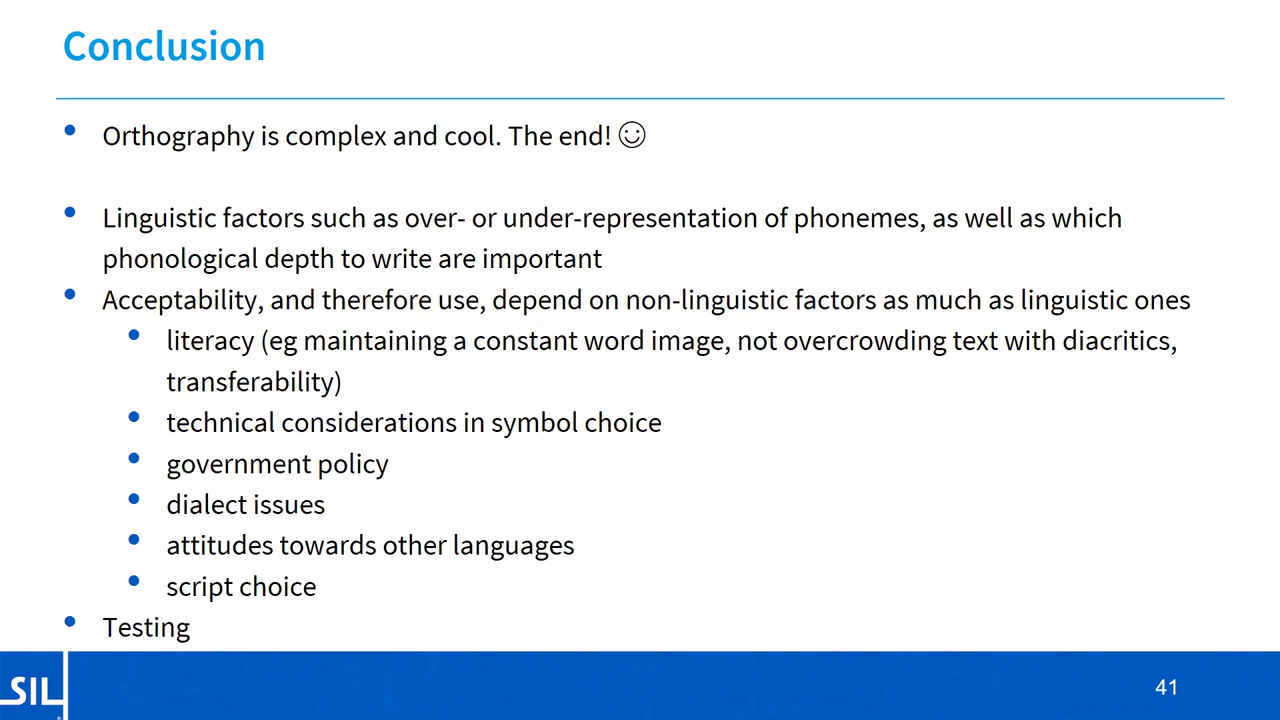 Conclusion
• Orthography is complex and cool. The end! ☺
• Linguistic factors such as over- or under-representation of phonemes, as well as which
phonological depth to write are important
• Acceptability, and therefore use, depend on non-linguistic factors as much as linguistic ones
• literacy (eg maintaining a constant word image, not overcrowding text with diacritics,
transferability)
• technical considerations in symbol choice
• government policy
• dialect issues
• attitudes towards other languages
• script choice
• Testing
SIL
41